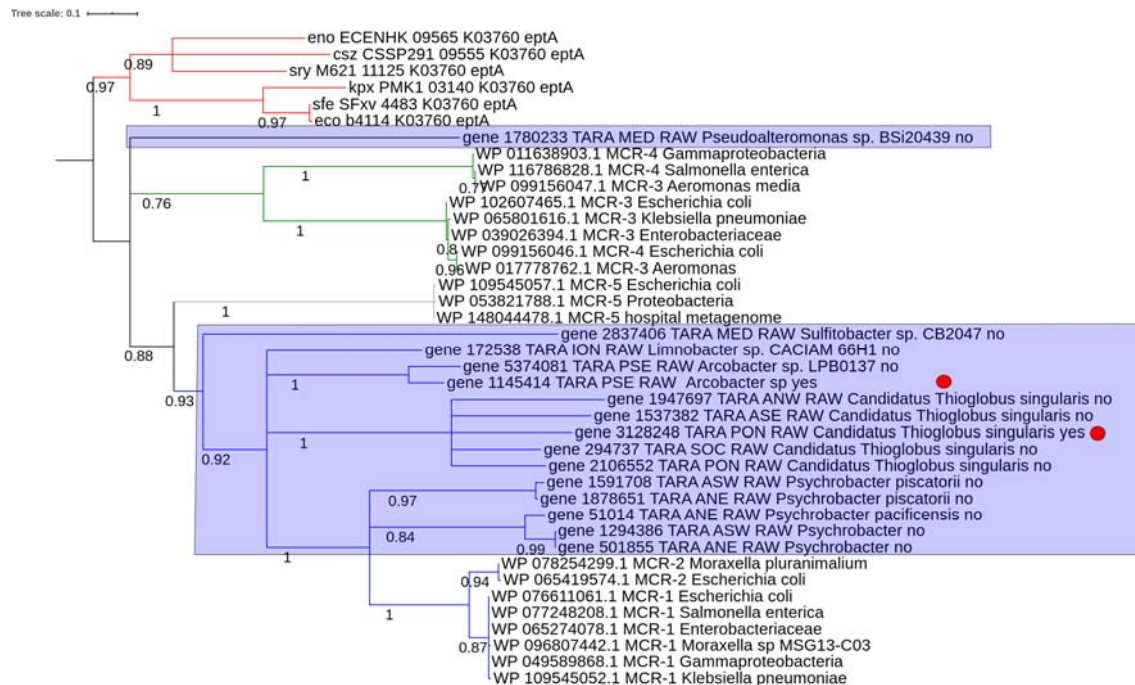 Tree scale: 0.1
eno ECENHK 09565 K03760 eptA
csz CSSP291 09555 K03760 eptA
0.89
sry M621 11125 K03760 eptA
0.97
kpx PMK1 03140 K03760 eptA
sfe SFxv 4483 K03760 eptA
1
0.97
eco b4114 K03760 eptA
gene 1780233 TARA MED RAW Pseudoalteromonas sp. BSi20439 no
WP 011638903.1 MCR-4 Gammaproteobacteria
WP 116786828.1 MCR-4 Salmonella enterica
1
0.77
WP 099156047.1 MCR-3 Aeromonas media
0.76
WP 102607465.1 MCR-3 Escherichia coli
WP 065801616.1 MCR-3 Klebsiella pneumoniae
1
WP 039026394.1 MCR-3 Enterobacteriaceae
0.8
WP 099156046.1 MCR-4 Escherichia coli
0.96
WP 017778762.1 MCR-3 Aeromonas
WP 109545057.1 MCR-5 Escherichia coli
WP 053821788.1 MCR-5 Proteobacteria
1
WP 148044478.1 MCR-5 hospital metagenome
gene 2837406 TARA MED RAW Sulfitobacter sp. CB2047 no
0.88
gene 172538 TARA ION RAW Limnobacter sp. CACIAM 66H1 no
gene 5374081 TARA PSE RAW Arcobacter sp. LPB0137 no
1
gene 1145414 TARA PSE RAW Arcobacter sp yes
0.93
gene 1947697 TARA ANW RAW Candidatus Thioglobus singularis no
gene 1537382 TARA ASE RAW Candidatus Thioglobus singularis no
gene 3128248 TARA PON RAW Candidatus Thioglobus singularis yes
1
gene 294737 TARA SOC RAW Candidatus Thioglobus singularis no
0.92
gene 2106552 TARA PON RAW Candidatus Thioglobus singularis no
gene 1591708 TARA ASW RAW Psychrobacter piscatorii no
0.97
gene 1878651 TARA ANE RAW Psychrobacter piscatorii no
gene 51014 TARA ANE RAW Psychrobacter pacificensis no
gene 1294386 TARA ASW RAW Psychrobacter no
0.84
0.99
gene 501855 TARA ANE RAW Psychrobacter no
1
WP 078254299.1 MCR-2 Moraxella pluranimalium
0.94
WP 065419574.1 MCR-2 Escherichia coli
WP 076611061.1 MCR-1 Escherichia coli
1
WP 077248208.1 MCR-1 Salmonella enterica
WP 065274078.1 MCR-1 Enterobacteriaceae
0.87
WP 096807442.1 MCR-1 Moraxella sp MSG13-C03
WP 049589868.1 MCR-1 Gammaproteobacteria
WP 109545052.1 MCR-1 Klebsiella pneumoniae